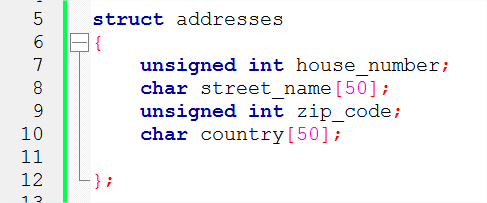 5 struct addresses
6 {
7 unsigned int house_number;
8 char street_name[50];
9 unsigned int zip_code;
10 char country[50];
11
12 };